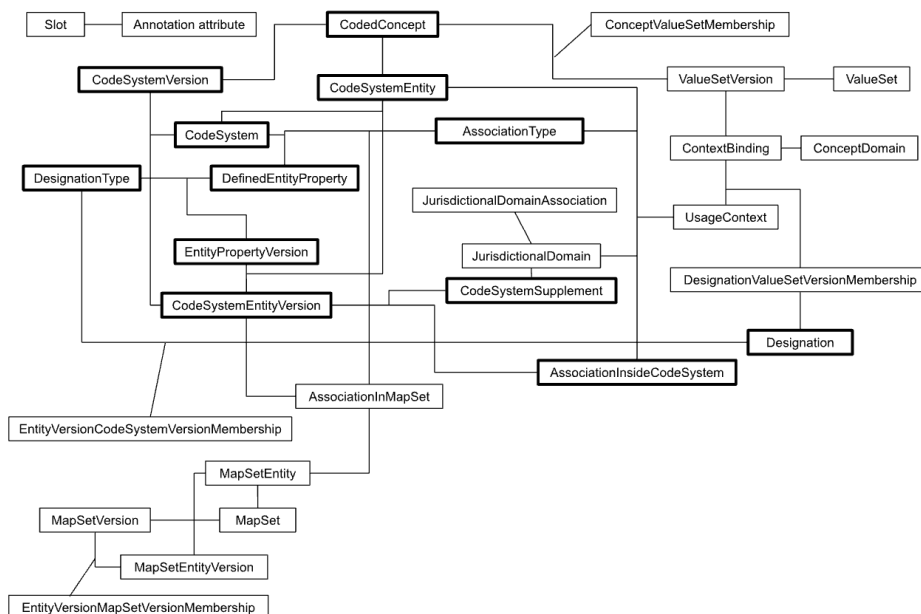 Slot
Annotation attribute
CodedConcept
ConceptValueSetMembership
CodeSystemVersion
CodeSystemEntity
ValueSetVersion
ValueSet
CodeSystem
AssociationType
ContextBinding
ConceptDomain
DesignationType
DefinedEntityProperty
JurisdictionalDomainAssociation
UsageContext
EntityPropertyVersion
JurisdictionalDomain
DesignationValueSetVersionMembership
CodeSystemEntityVersion
CodeSystemSupplement
Designation
AssociationInsideCodeSystem
AssociationInMapSet
EntityVersionCodeSystemVersionMembership
MapSetEntity
MapSetVersion
MapSet
MapSetEntityVersion
EntityVersionMapSetVersionMembership